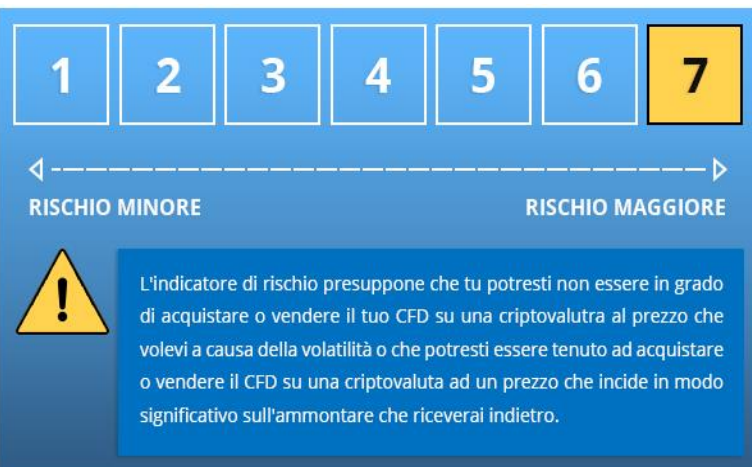 1 2 3 4 5 6 7
RISCHIO MINORE RISCHIO MAGGIORE
L'indicatore di rischio presuppone che tu potresti non essere in grado
di acquistare o vendere il tuo CFD su una criptovalutra al prezzo che
volevi a causa della volatilità o che potresti essere tenuto ad acquistare
o vendere il CFD su una criptovaluta ad un prezzo che incide in modo
significativo sull'ammontare che riceverai indietro.